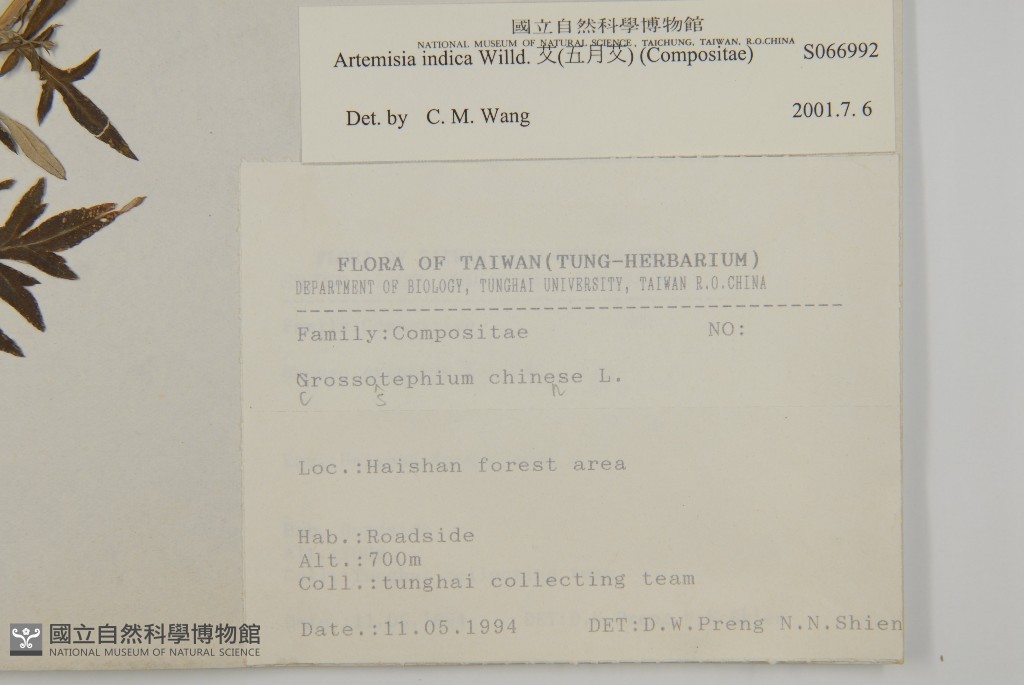 國立自然科學博物館
NATIONAL MUSEUM OF NATURAL SCIENCE, TAICHUNG, TAIWAN, R.O.CHINA
Artemisia indica Willd. 艾(五月艾) (Compositae) S066992
Det. by C. M. Wang 2001.7. 6
FLORA OF TAIWAN(TUNG-HERBARIUM)
DEPARTMENT OF BIOLOGY, TUNGHAI UNIVERSITY, TAIWAN R.O.CHINA
Family:Compositae NO:
Grossotephium chinese L.
C s n
Loc.:Haishan forest area
Hab.:Roadside
Alt.:700m
Coll.:tunghai collecting team
Date.:11.05.1994 DET:D.W.Preng N.N.Shien
國立自然科學博物館
NATIONAL MUSEUM OF NATURAL SCIENCE